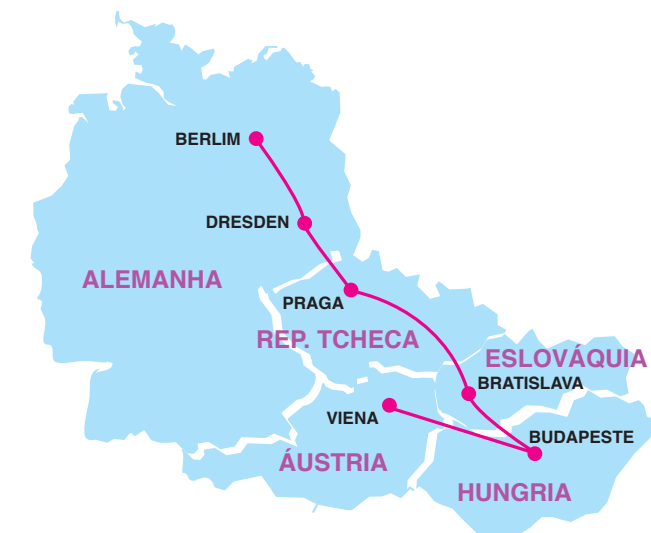 BERLIM
DRESDEN
ALEMANHA
PRAGA
REP. TCHECA
ESLOVÁQUIA
BRATISLAVA
VIENA
BUDAPESTE
ÁUSTRIA
HUNGRIA